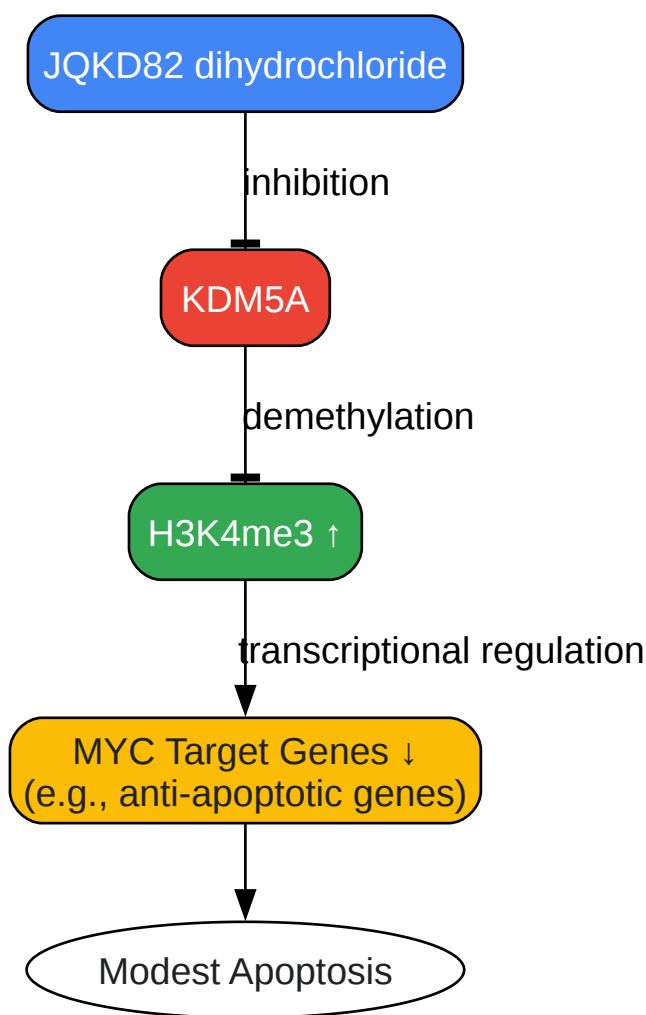 JQKD82 dihydrochloride
inhibition
KDM5A
demethylation
H3K4me3 ↑
transcriptional regulation
MYC Target Genes ↓
(e.g., anti-apoptotic genes)
Modest Apoptosis